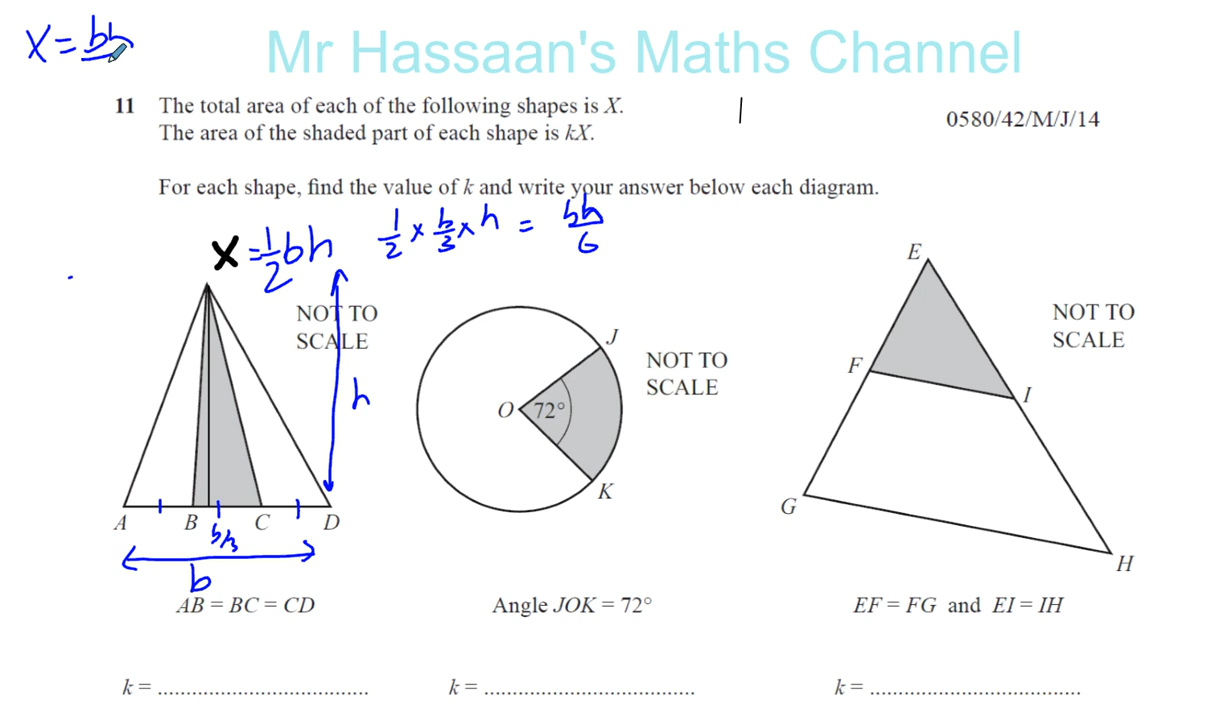 X = bh
Mr Hassaan's Maths Channel
11 The total area of each of the following shapes is X.
The area of the shaded part of each shape is kX.
0580/42/M/J/14
For each shape, find the value of k and write your answer below each diagram.
X = 1/2 bh
1/2 × b/3 × h = bh/6
NOT TO
SCALE
h
A
B
C
D
b/3
b
AB = BC = CD
k = ....................................
J
O
72°
K
NOT TO
SCALE
Angle JOK = 72°
k = ....................................
E
F
I
G
H
NOT TO
SCALE
EF = FG and EI = IH
k = ....................................